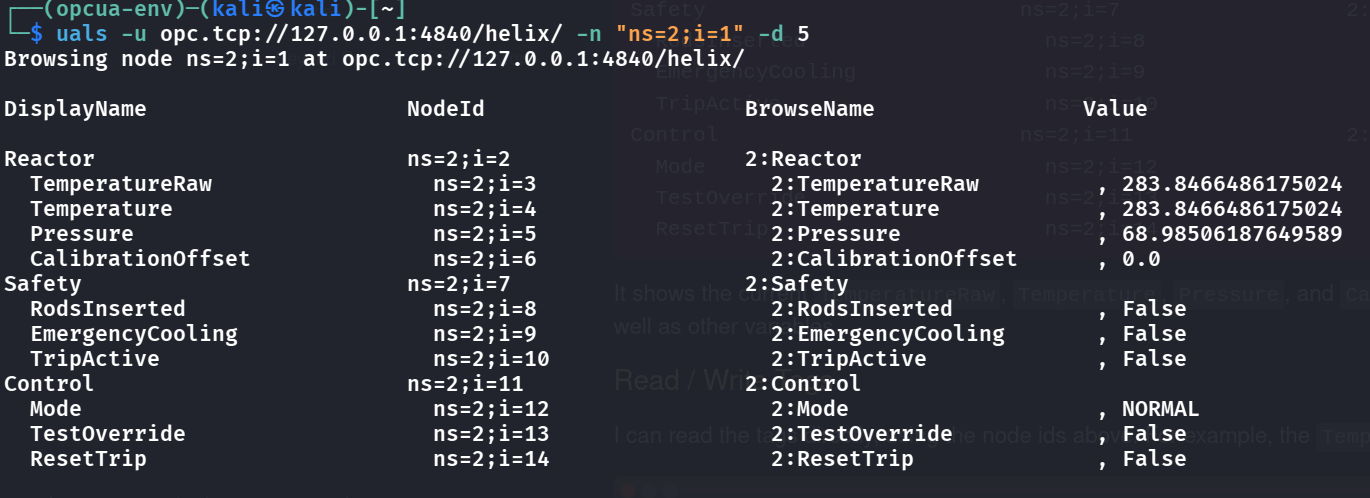 ┌──(opcua-env)─(kali㉿kali)-[~]
└─$ uals -u opc.tcp://127.0.0.1:4840/helix/ -n "ns=2;i=1" -d 5
Browsing node ns=2;i=1 at opc.tcp://127.0.0.1:4840/helix/
DisplayName NodeId BrowseName Value
Reactor ns=2;i=2 2:Reactor
TemperatureRaw ns=2;i=3 2:TemperatureRaw , 283.8466486175024
Temperature ns=2;i=4 2:Temperature , 283.8466486175024
Pressure ns=2;i=5 2:Pressure , 68.98506187649589
CalibrationOffset ns=2;i=6 2:CalibrationOffset , 0.0
Safety ns=2;i=7 2:Safety
RodsInserted ns=2;i=8 2:RodsInserted , False
EmergencyCooling ns=2;i=9 2:EmergencyCooling , False
TripActive ns=2;i=10 2:TripActive , False
Control ns=2;i=11 2:Control
Mode ns=2;i=12 2:Mode , NORMAL
TestOverride ns=2;i=13 2:TestOverride , False
ResetTrip ns=2;i=14 2:ResetTrip , False